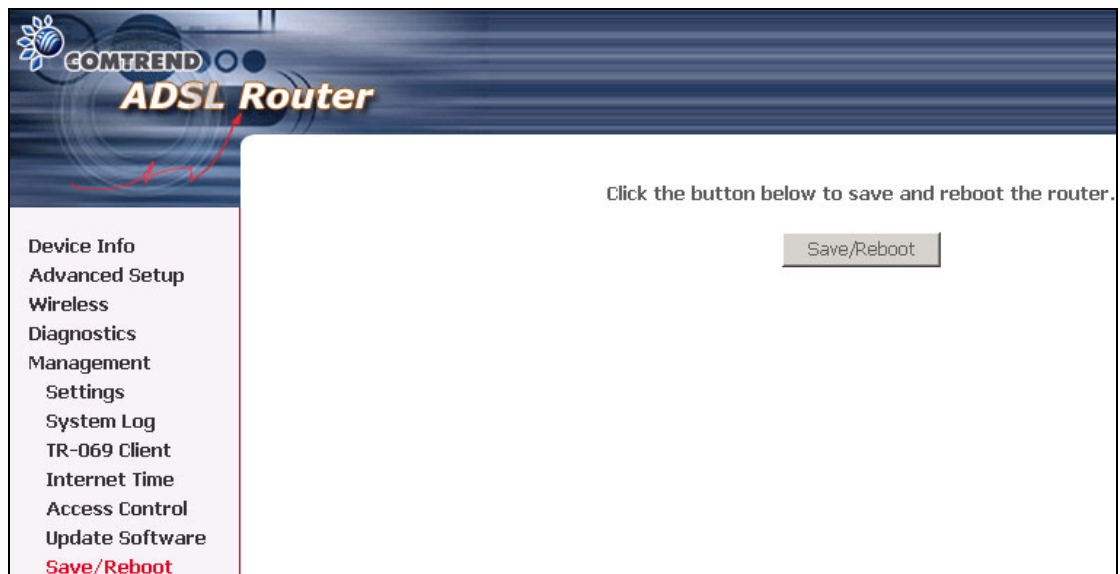 COMTREND
ADSL Router
Click the button below to save and reboot the router.
Save/Reboot
Device Info
Advanced Setup
Wireless
Diagnostics
Management
Settings
System Log
TR-069 Client
Internet Time
Access Control
Update Software
Save/Reboot